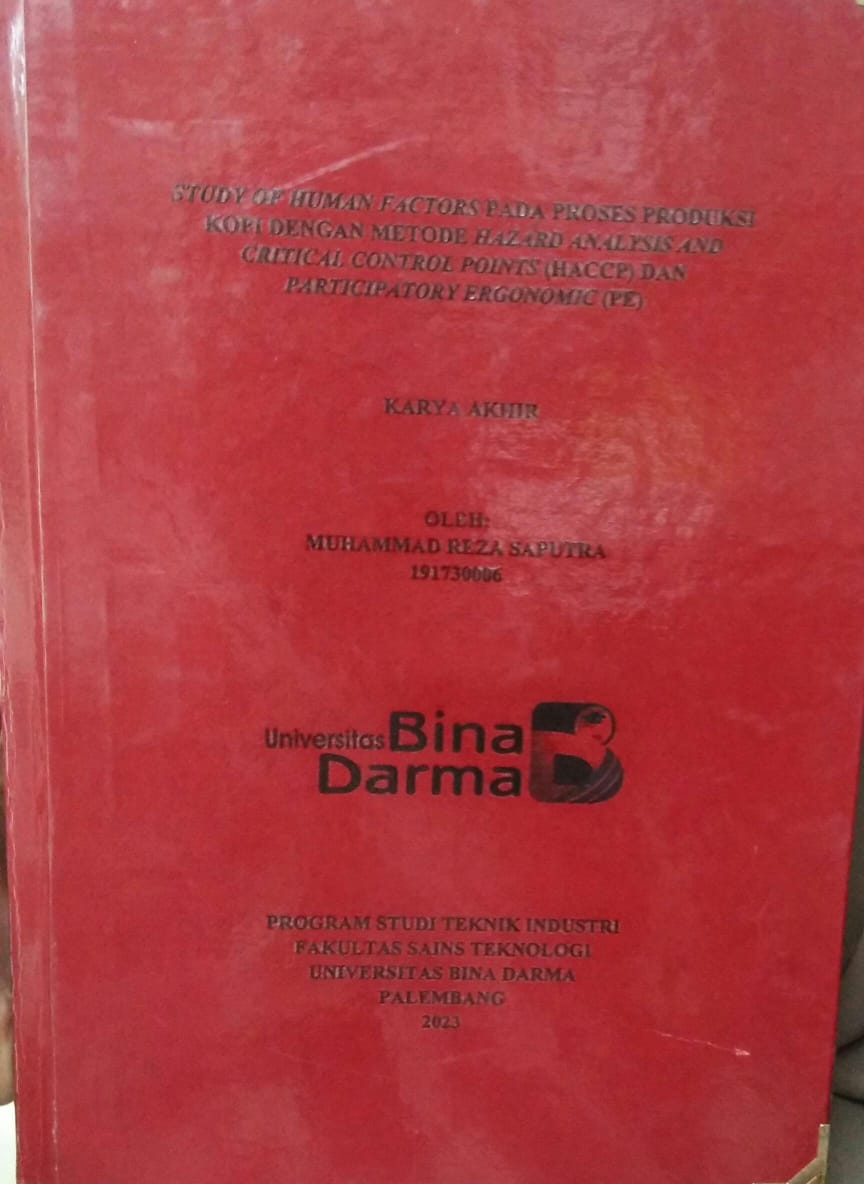 STUDY OF HUMAN FACTORS PADA PROSES PRODUKSI
KOPI DENGAN METODE HAZARD ANALYSIS AND
CRITICAL CONTROL POINTS (HACCP) DAN
PARTICIPATORY ERGONOMIC (PE)
KARYA AKHIR
OLEH:
MUHAMMAD REZA SAPUTRA
191730006
Universitas Bina
Darma
PROGRAM STUDI TEKNIK INDUSTRI
FAKULTAS SAINS TEKNOLOGI
UNIVERSITAS BINA DARMA
PALEMBANG
2023